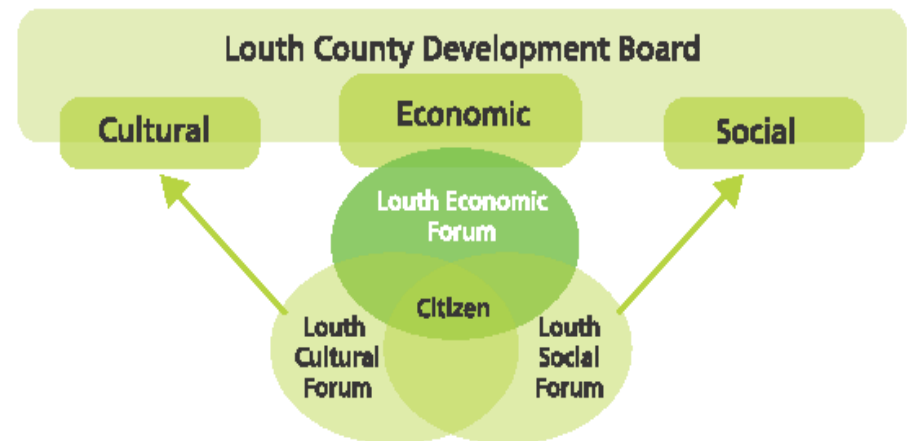 Louth County Development Board
Cultural
Economic
Social
Louth Economic
Forum
Citizen
Louth
Cultural
Forum
Louth
Social
Forum